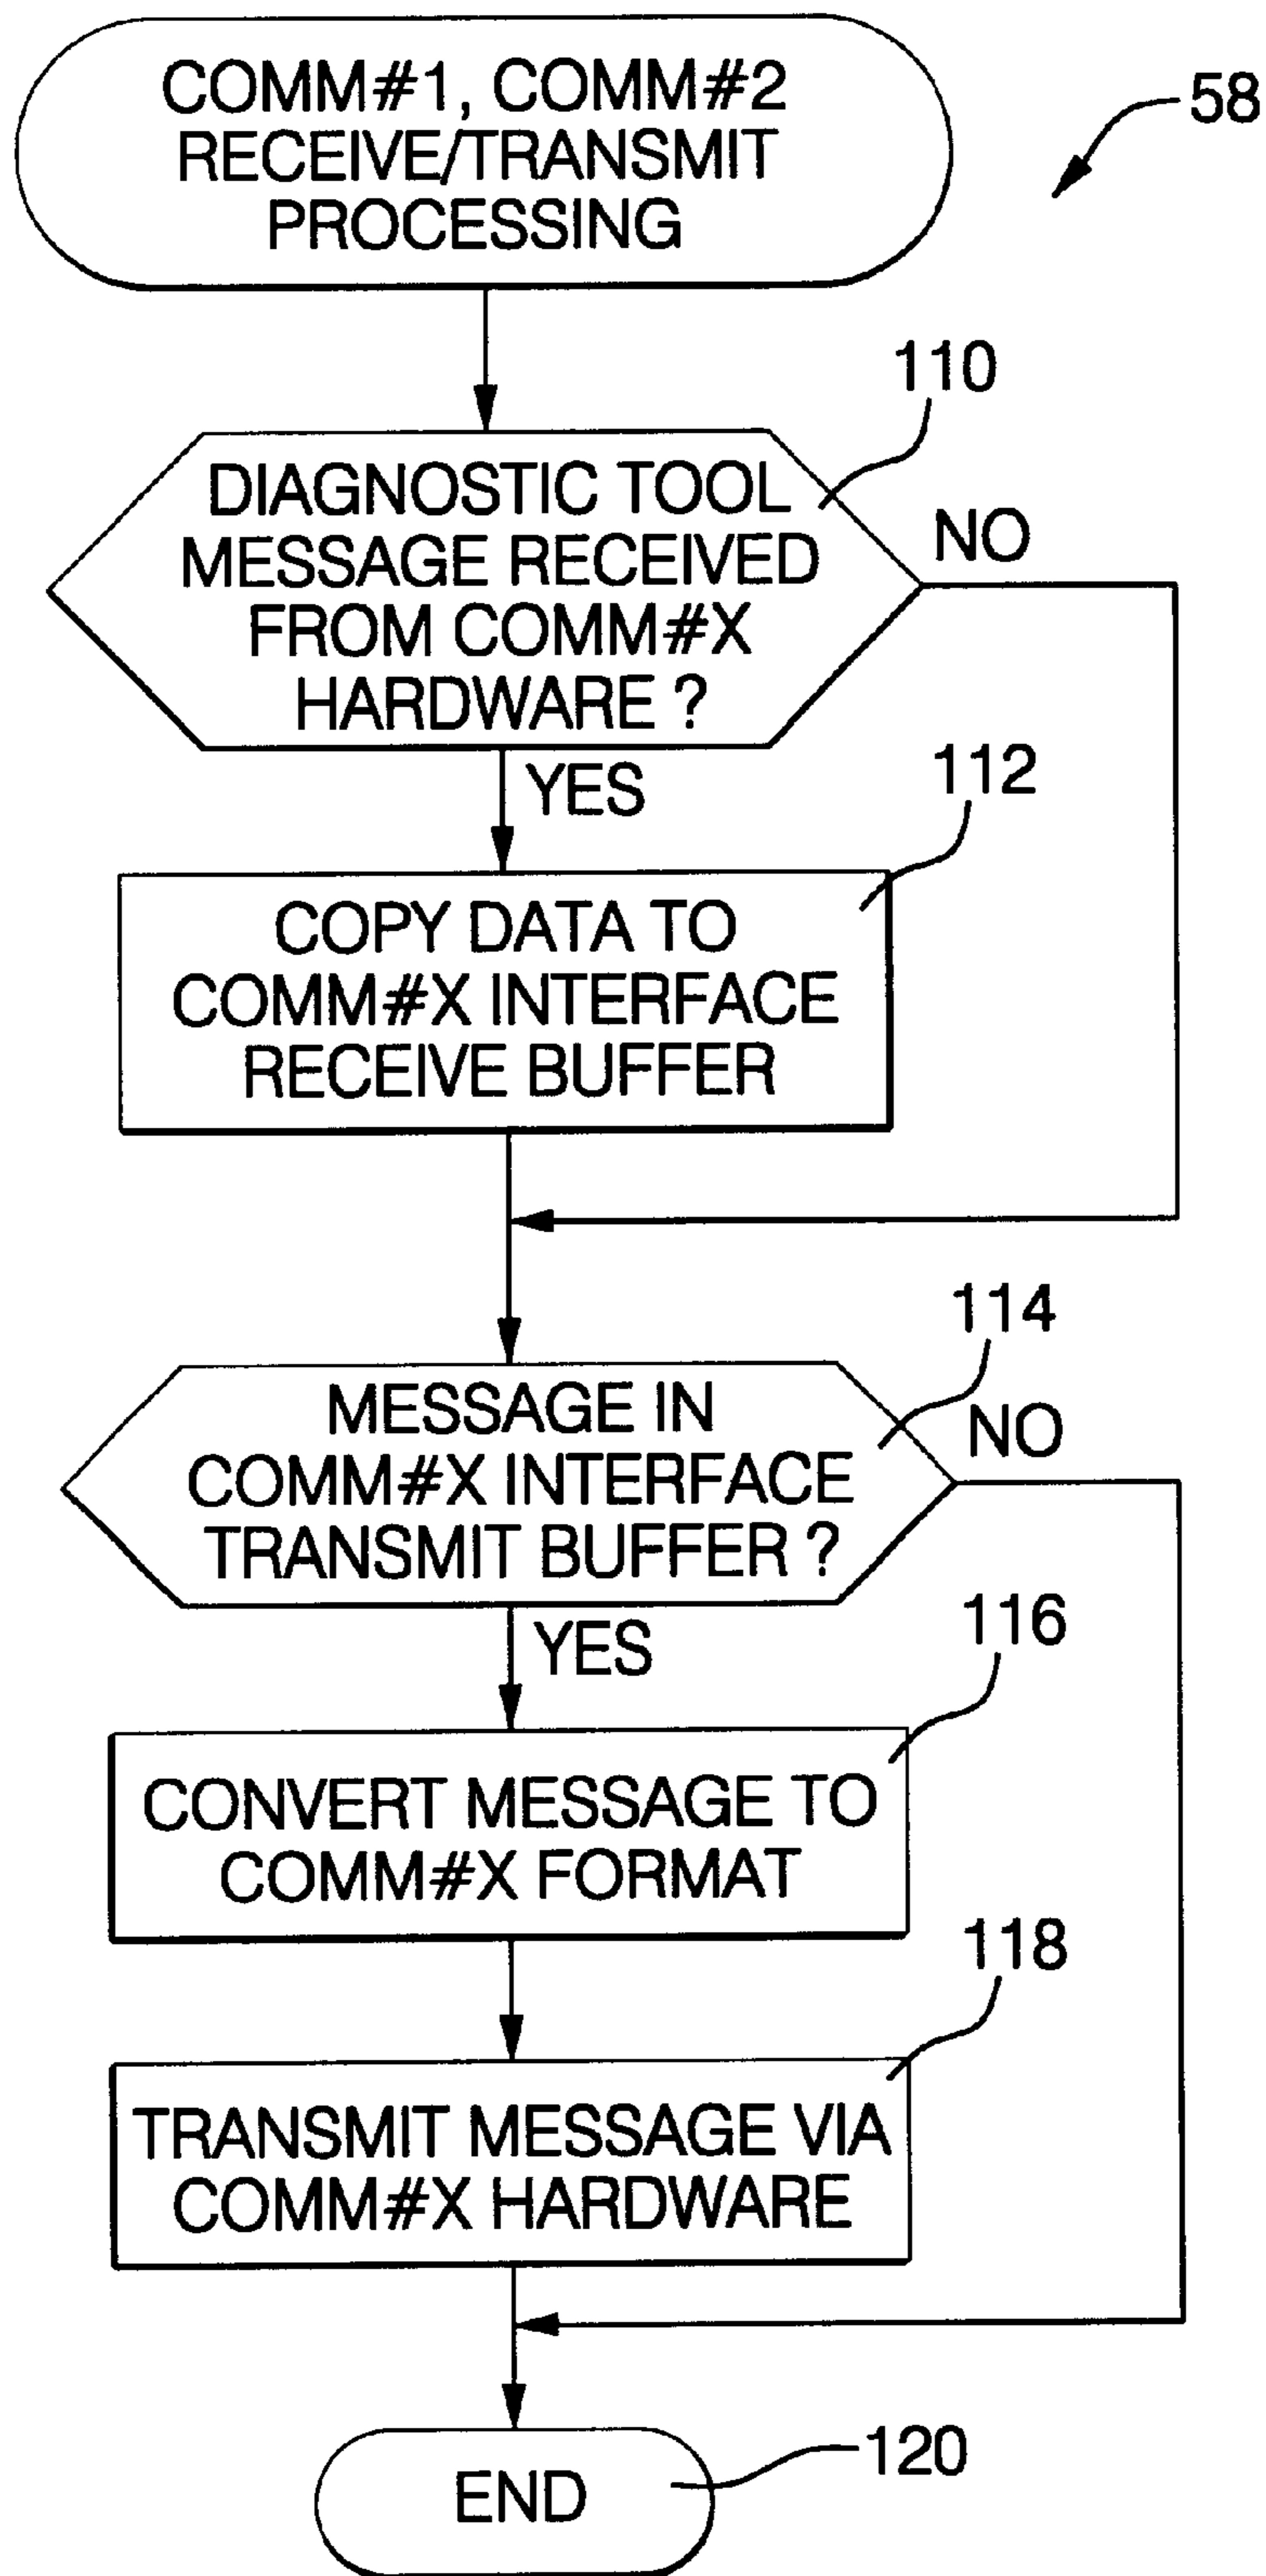 COMM#1, COMM#2
RECEIVE/TRANSMIT
PROCESSING
58
110
DIAGNOSTIC TOOL
MESSAGE RECEIVED
FROM COMM#X
HARDWARE ?
NO
YES
112
COPY DATA TO
COMM#X INTERFACE
RECEIVE BUFFER
114
MESSAGE IN
COMM#X INTERFACE
TRANSMIT BUFFER ?
NO
YES
116
CONVERT MESSAGE TO
COMM#X FORMAT
118
TRANSMIT MESSAGE VIA
COMM#X HARDWARE
END
120